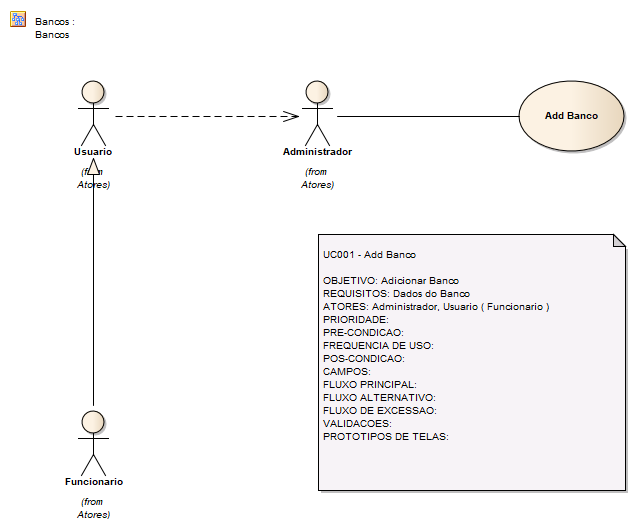 Bancos :
Bancos
Usuario
(from
Atores)
Administrador
(from
Atores)
Add Banco
UC001 - Add Banco
OBJETIVO: Adicionar Banco
REQUISITOS: Dados do Banco
ATORES: Administrador, Usuario ( Funcionario )
PRIORIDADE:
PRE-CONDICAO:
FREQUENCIA DE USO:
POS-CONDICAO:
CAMPOS:
FLUXO PRINCIPAL:
FLUXO ALTERNATIVO:
FLUXO DE EXCESSAO:
VALIDACOES:
PROTOTIPOS DE TELAS:
Funcionario
(from
Atores)